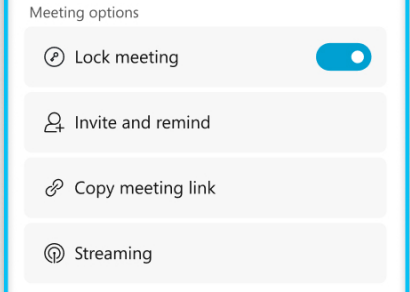 Meeting options
Lock meeting
Invite and remind
Copy meeting link
Streaming